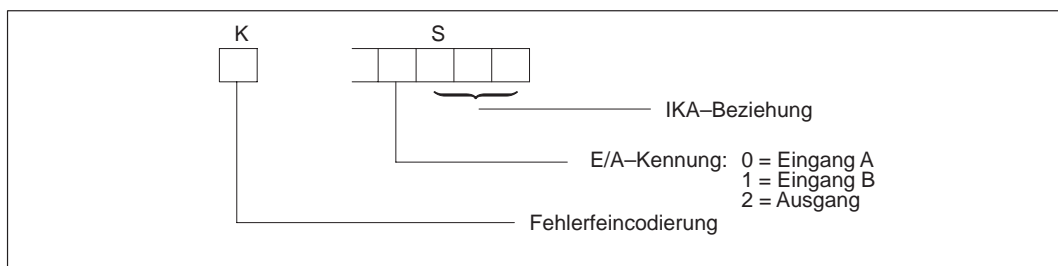 K S
IKA–Beziehung
E/A–Kennung: 0 = Eingang A
1 = Eingang B
2 = Ausgang
Fehlerfeincodierung